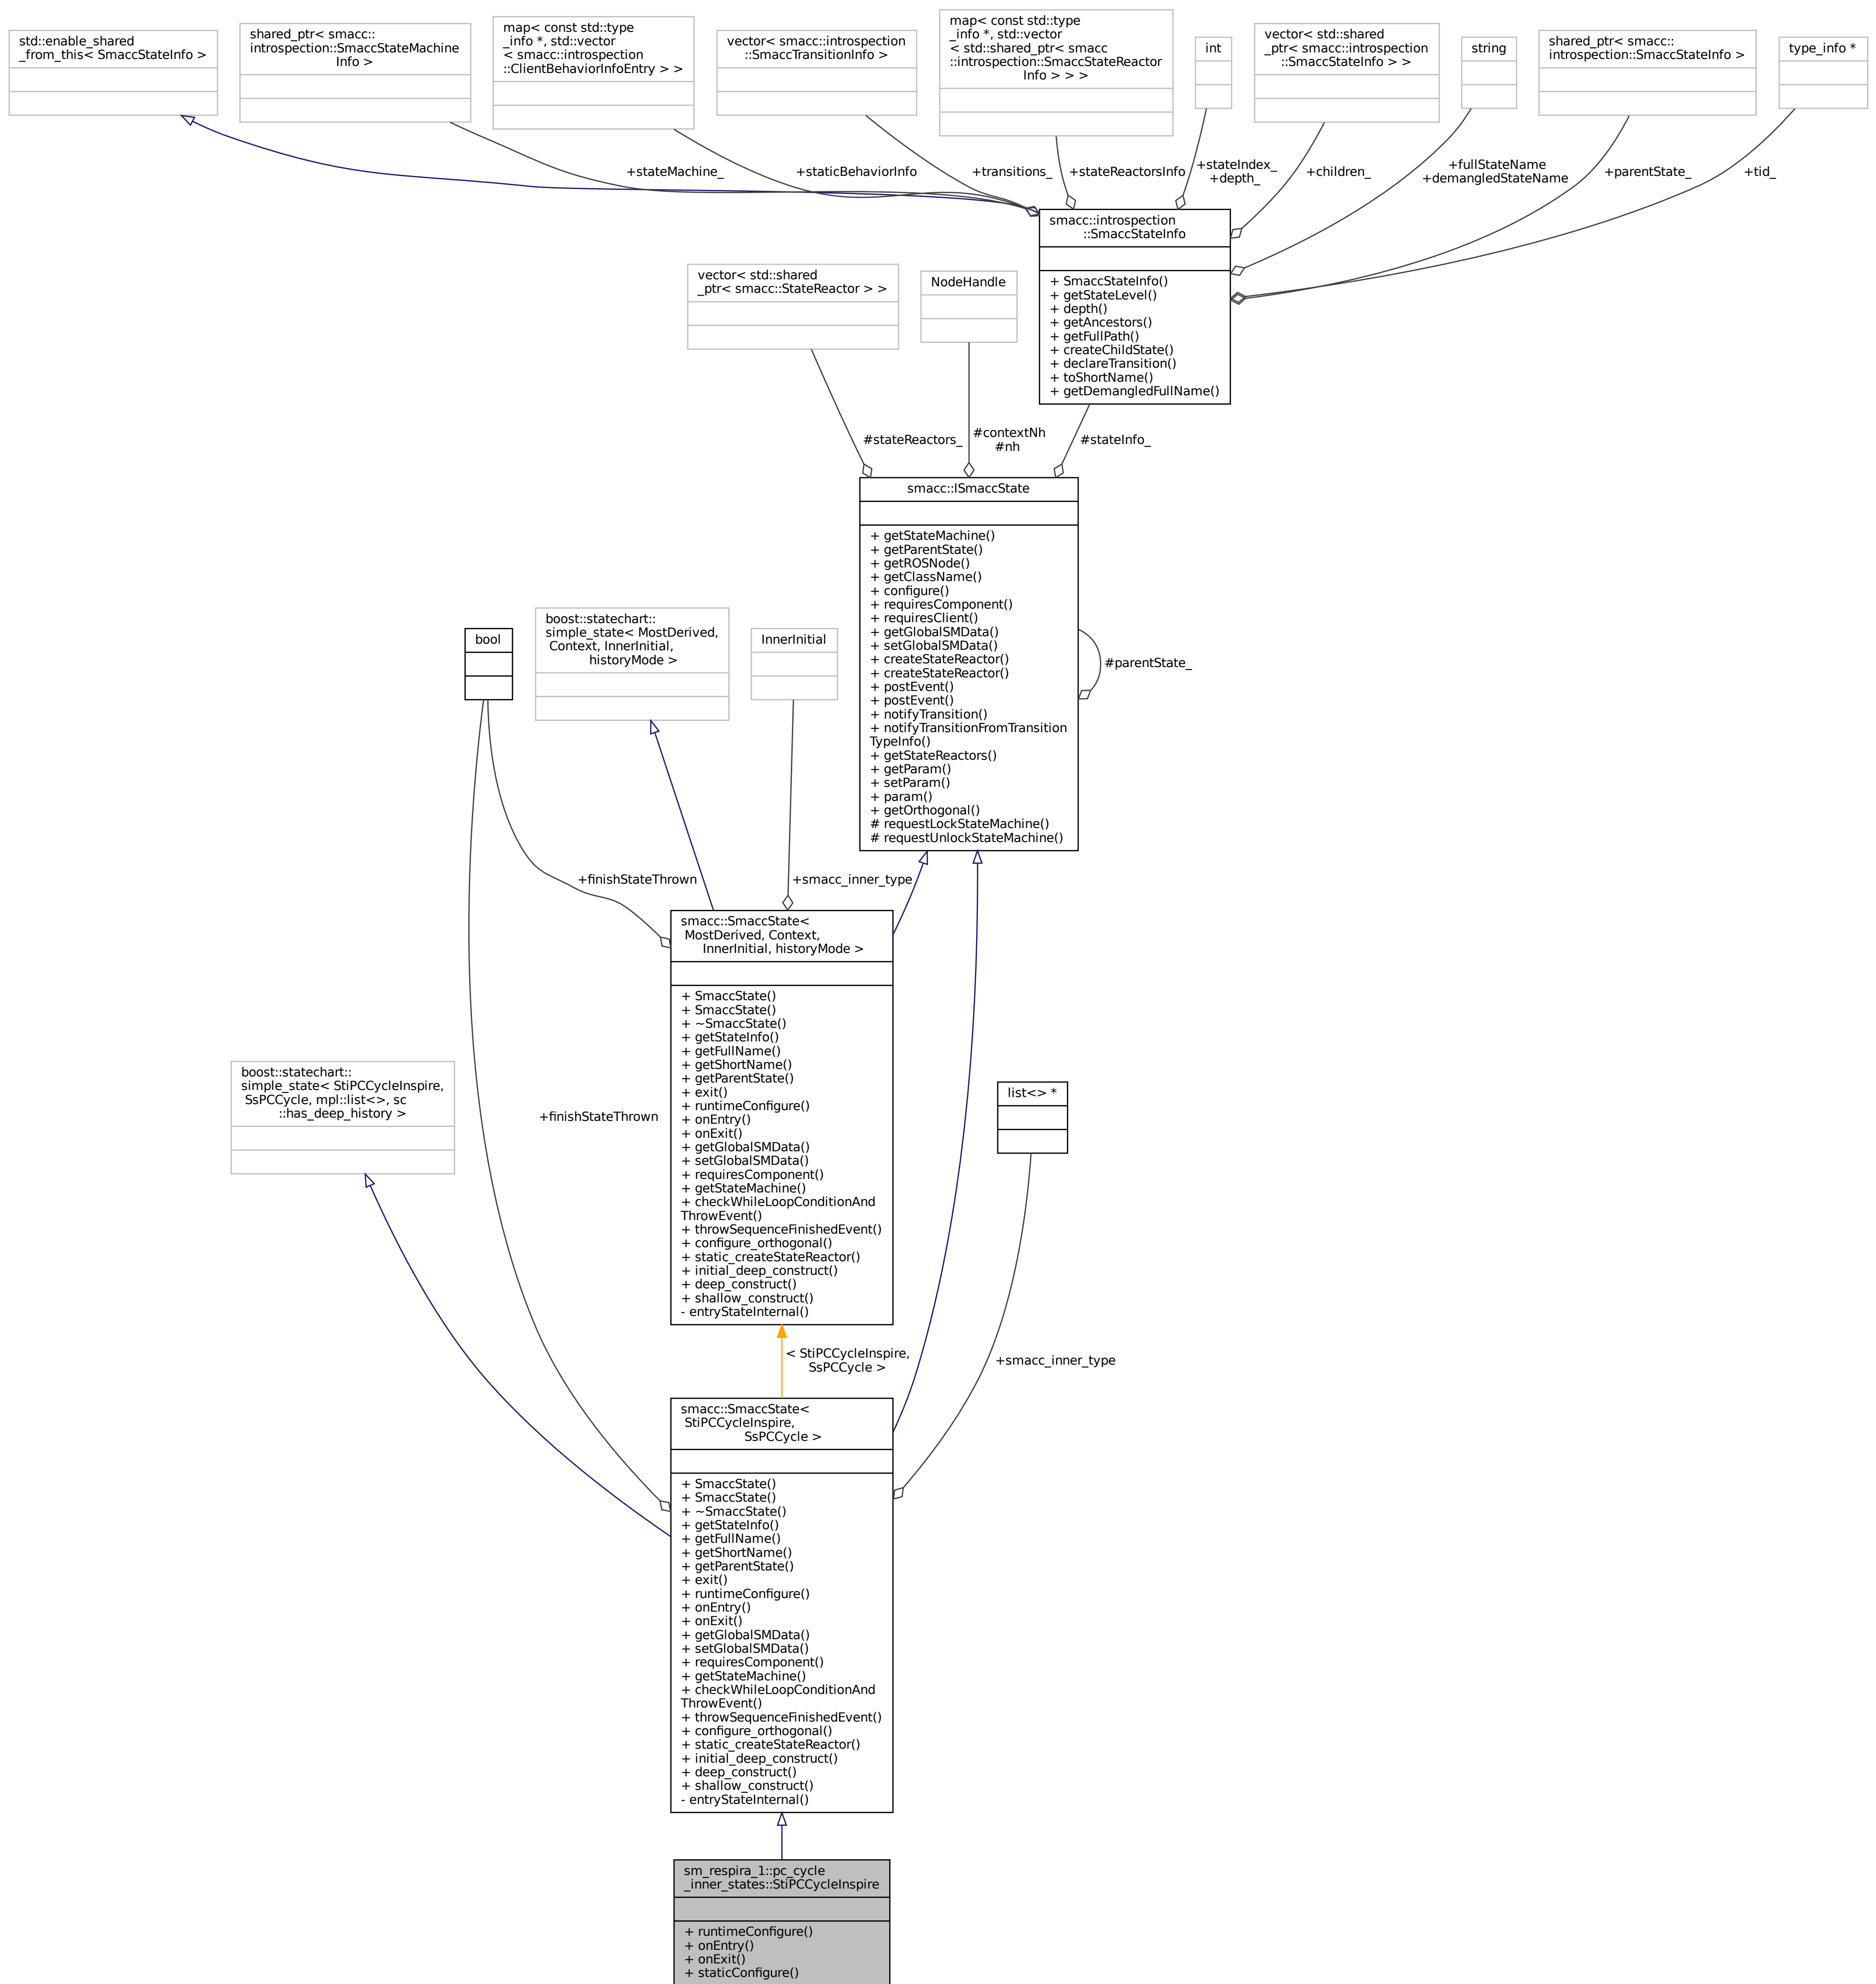 std::enable_shared
_from_this< SmaccStateInfo >
shared_ptr< smacc::
introspection::SmaccStateMachine
Info >
map< const std::type
_info *, std::vector
< smacc::introspection
::ClientBehaviorInfoEntry > >
vector< smacc::introspection
::SmaccTransitionInfo >
map< const std::type
_info *, std::vector
< std::shared_ptr< smacc
::introspection::SmaccStateReactor
Info > > >
int
vector< std::shared
_ptr< smacc::introspection
::SmaccStateInfo > >
string
shared_ptr< smacc::
introspection::SmaccStateInfo >
type_info *
+stateMachine_
+staticBehaviorInfo
+transitions_
+stateReactorsInfo
+stateIndex_
+depth_
+children_
+fullStateName
+demangledStateName
+parentState_
+tid_
smacc::introspection
::SmaccStateInfo
+ SmaccStateInfo()
+ getStateLevel()
+ depth()
+ getAncestors()
+ getFullPath()
+ createChildState()
+ declareTransition()
+ toShortName()
+ getDemangledFullName()
vector< std::shared
_ptr< smacc::StateReactor > >
NodeHandle
#stateReactors_
#contextNh
#nh
#stateInfo_
smacc::ISmaccState
+ getStateMachine()
+ getParentState()
+ getROSNode()
+ getClassName()
+ configure()
+ requiresComponent()
+ requiresClient()
+ getGlobalSMData()
+ setGlobalSMData()
+ createStateReactor()
+ createStateReactor()
+ postEvent()
+ postEvent()
+ notifyTransition()
+ notifyTransitionFromTransition
TypeInfo()
+ getStateReactors()
+ getParam()
+ setParam()
+ param()
+ getOrthogonal()
# requestLockStateMachine()
# requestUnlockStateMachine()
#parentState_
bool
boost::statechart::
simple_state< MostDerived,
Context, InnerInitial,
historyMode >
InnerInitial
+finishStateThrown
+smacc_inner_type
smacc::SmaccState<
MostDerived, Context,
InnerInitial, historyMode >
+ SmaccState()
+ SmaccState()
+ ~SmaccState()
+ getStateInfo()
+ getFullName()
+ getShortName()
+ getParentState()
+ exit()
+ runtimeConfigure()
+ onEntry()
+ onExit()
+ getGlobalSMData()
+ setGlobalSMData()
+ requiresComponent()
+ getStateMachine()
+ checkWhileLoopConditionAnd
ThrowEvent()
+ throwSequenceFinishedEvent()
+ configure_orthogonal()
+ static_createStateReactor()
+ initial_deep_construct()
+ deep_construct()
+ shallow_construct()
- entryStateInternal()
boost::statechart::
simple_state< StiPCCycleInspire,
SsPCCycle, mpl::list<>, sc
::has_deep_history >
+finishStateThrown
list<> *
< StiPCCycleInspire,
SsPCCycle >
+smacc_inner_type
smacc::SmaccState<
StiPCCycleInspire,
SsPCCycle >
+ SmaccState()
+ SmaccState()
+ ~SmaccState()
+ getStateInfo()
+ getFullName()
+ getShortName()
+ getParentState()
+ exit()
+ runtimeConfigure()
+ onEntry()
+ onExit()
+ getGlobalSMData()
+ setGlobalSMData()
+ requiresComponent()
+ getStateMachine()
+ checkWhileLoopConditionAnd
ThrowEvent()
+ throwSequenceFinishedEvent()
+ configure_orthogonal()
+ static_createStateReactor()
+ initial_deep_construct()
+ deep_construct()
+ shallow_construct()
- entryStateInternal()
sm_respira_1::pc_cycle
_inner_states::StiPCCycleInspire
+ runtimeConfigure()
+ onEntry()
+ onExit()
+ staticConfigure()